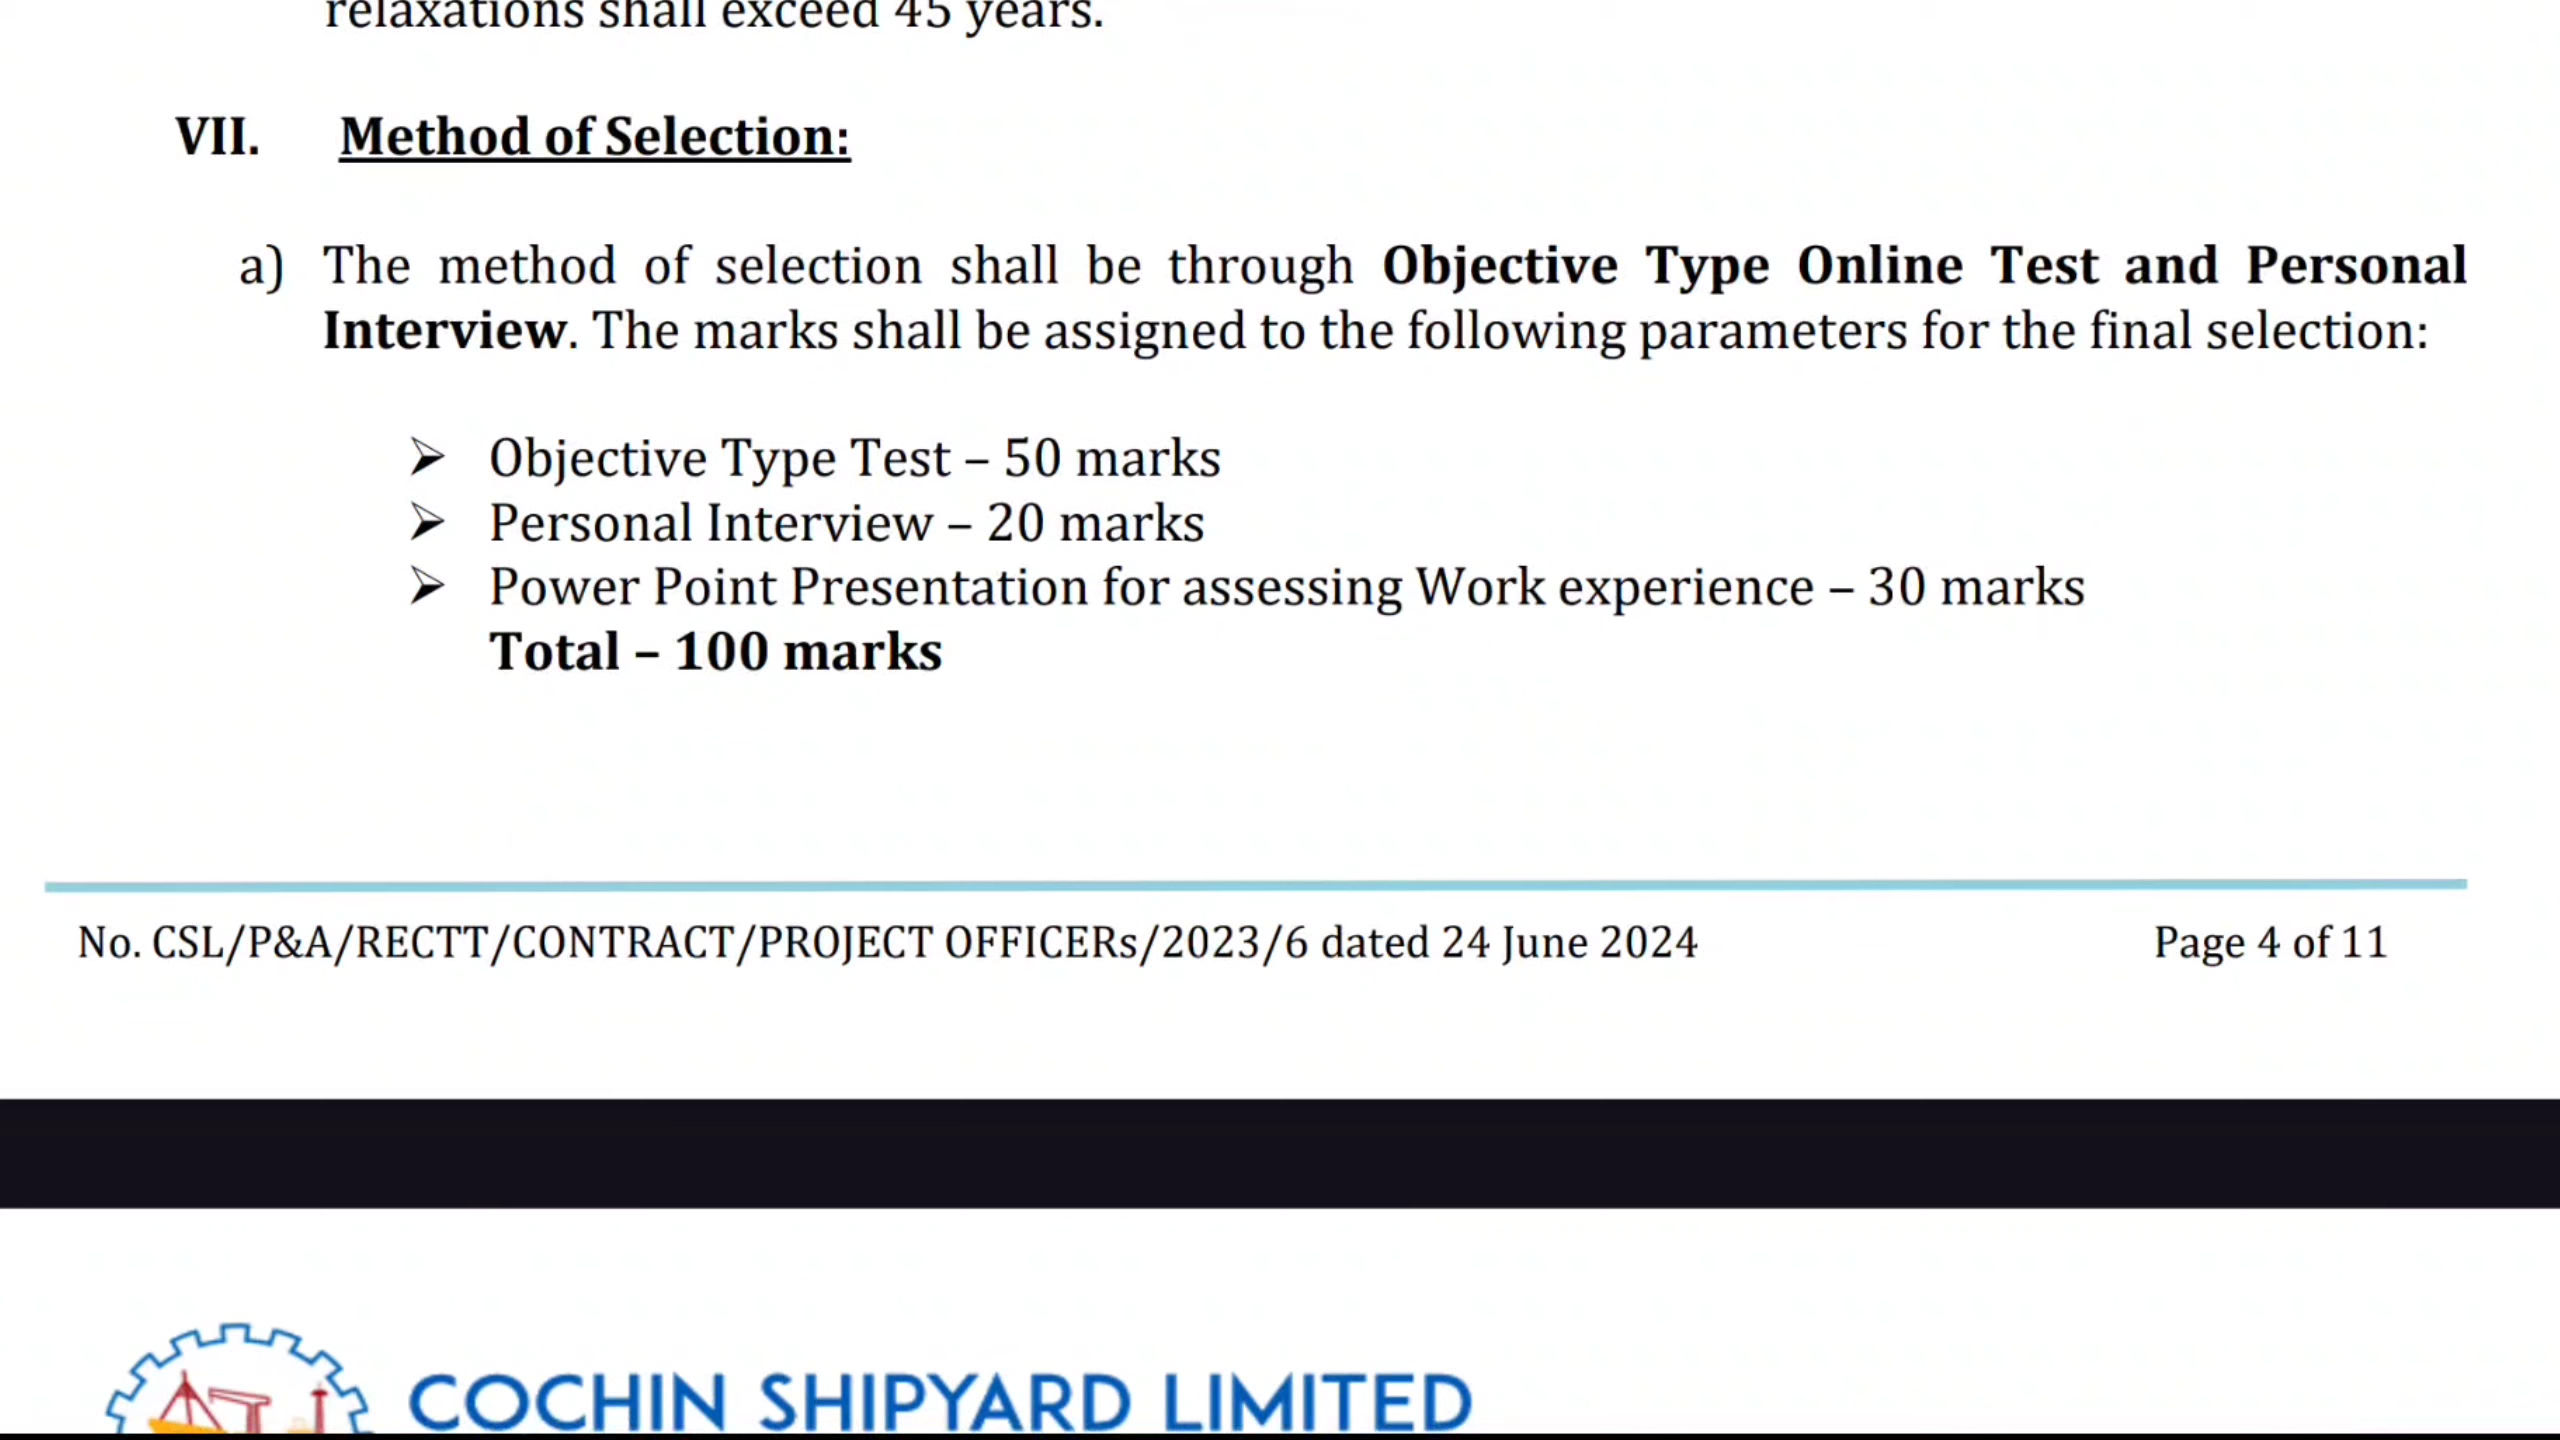 relaxations shall exceed 45 years.
VII. Method of Selection:
a) The method of selection shall be through Objective Type Online Test and Personal
Interview. The marks shall be assigned to the following parameters for the final selection:
➢ Objective Type Test – 50 marks
➢ Personal Interview – 20 marks
➢ Power Point Presentation for assessing Work experience – 30 marks
Total – 100 marks
No. CSL/P&A/RECTT/CONTRACT/PROJECT OFFICERs/2023/6 dated 24 June 2024 Page 4 of 11
COCHIN SHIPYARD LIMITED